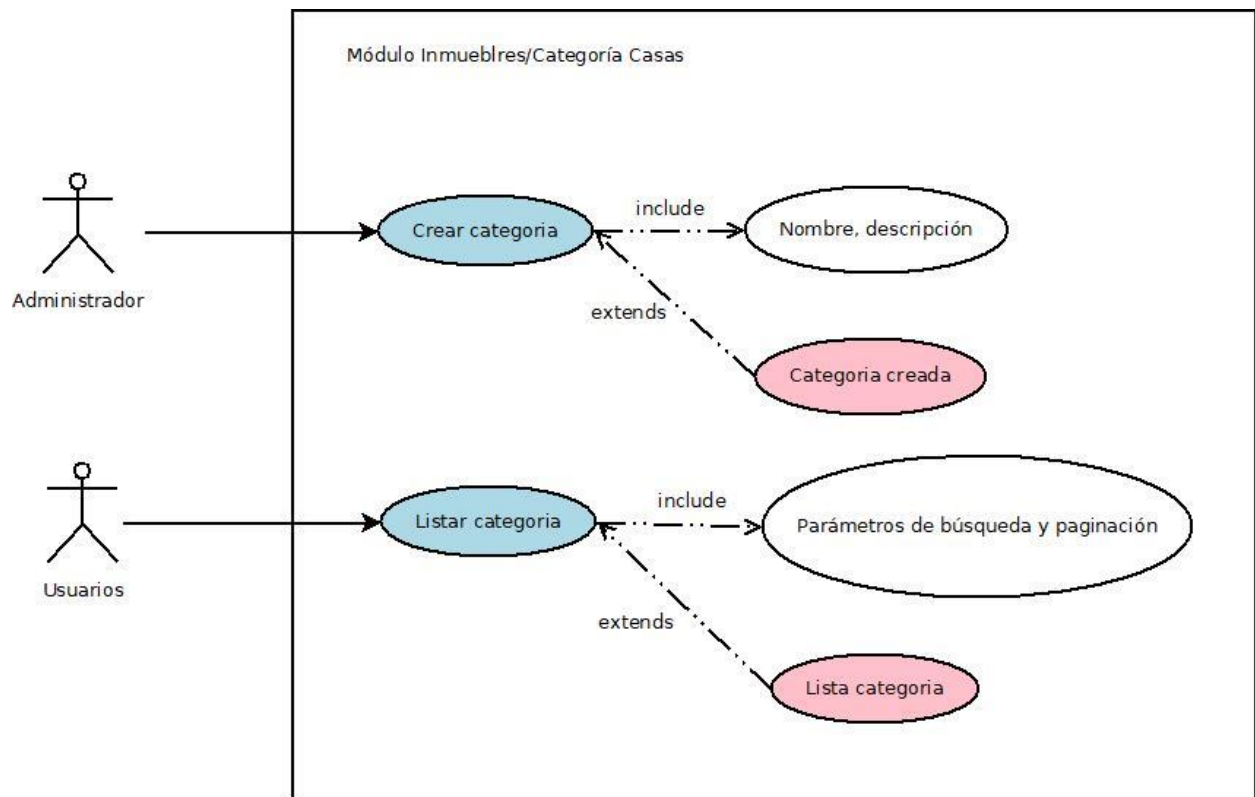 Módulo Inmueblres/Categoría Casas
Crear categoria
include
Nombre, descripción
Administrador
extends
Categoria creada
Listar categoria
include
Parámetros de búsqueda y paginación
Usuarios
extends
Lista categoria